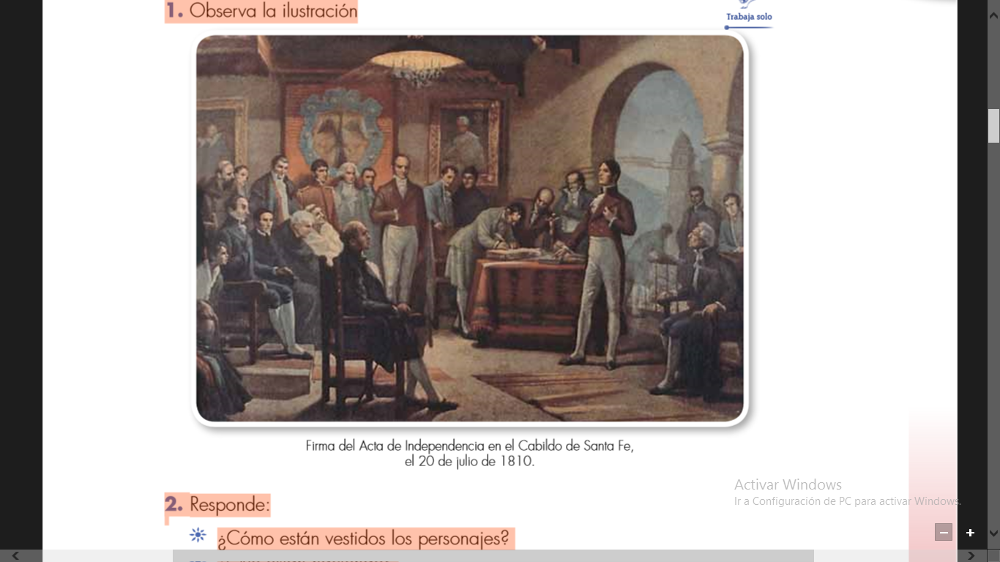 1. Observa la ilustración
Trabaja solo
Firma del Acta de Independencia en el Cabildo de Santa Fe,
el 20 de julio de 1810.
Activar Windows
Ir a Configuración de PC para activar Windows.
2. Responde:
¿Cómo están vestidos los personajes?